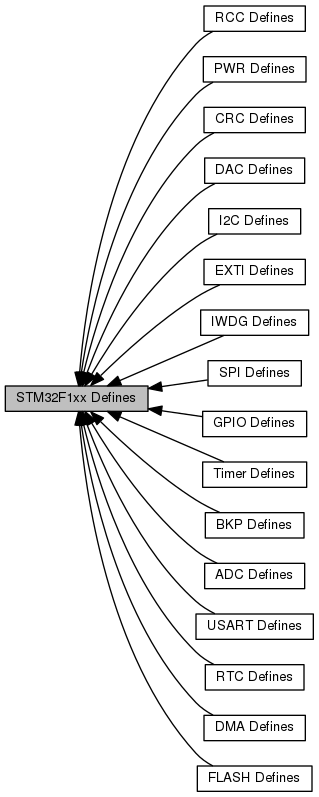 RCC Defines
PWR Defines
CRC Defines
DAC Defines
I2C Defines
EXTI Defines
IWDG Defines
SPI Defines
STM32F1xx Defines
GPIO Defines
Timer Defines
BKP Defines
ADC Defines
USART Defines
RTC Defines
DMA Defines
FLASH Defines